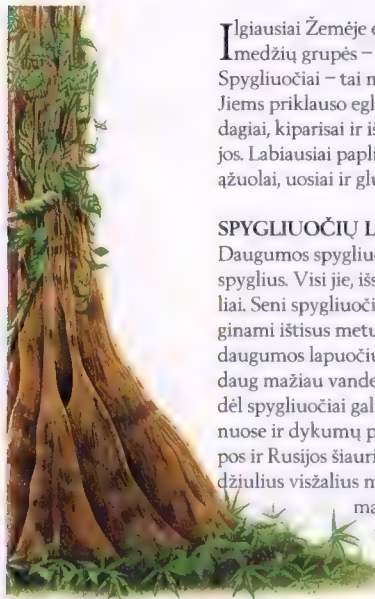 Ilgiausiai Žemėje e
medžių grupės –
Spygliuočiai – tai m
Jiems priklauso egl
dagiai, kiparisai ir iš
jos. Labiausiai papli
ąžuolai, uosiai ir glu
SPYGLIUOČIŲ L
Daugumos spygliuo
spyglius. Visi jie, išs
liai. Seni spygliuoči
ginami ištisus metu
daugumos lapuočiu
daug mažiau vande
dėl spygliuočiai gal
nuose ir dykumų p
pos ir Rusijos šiauri
džiulius visžalius m
ma